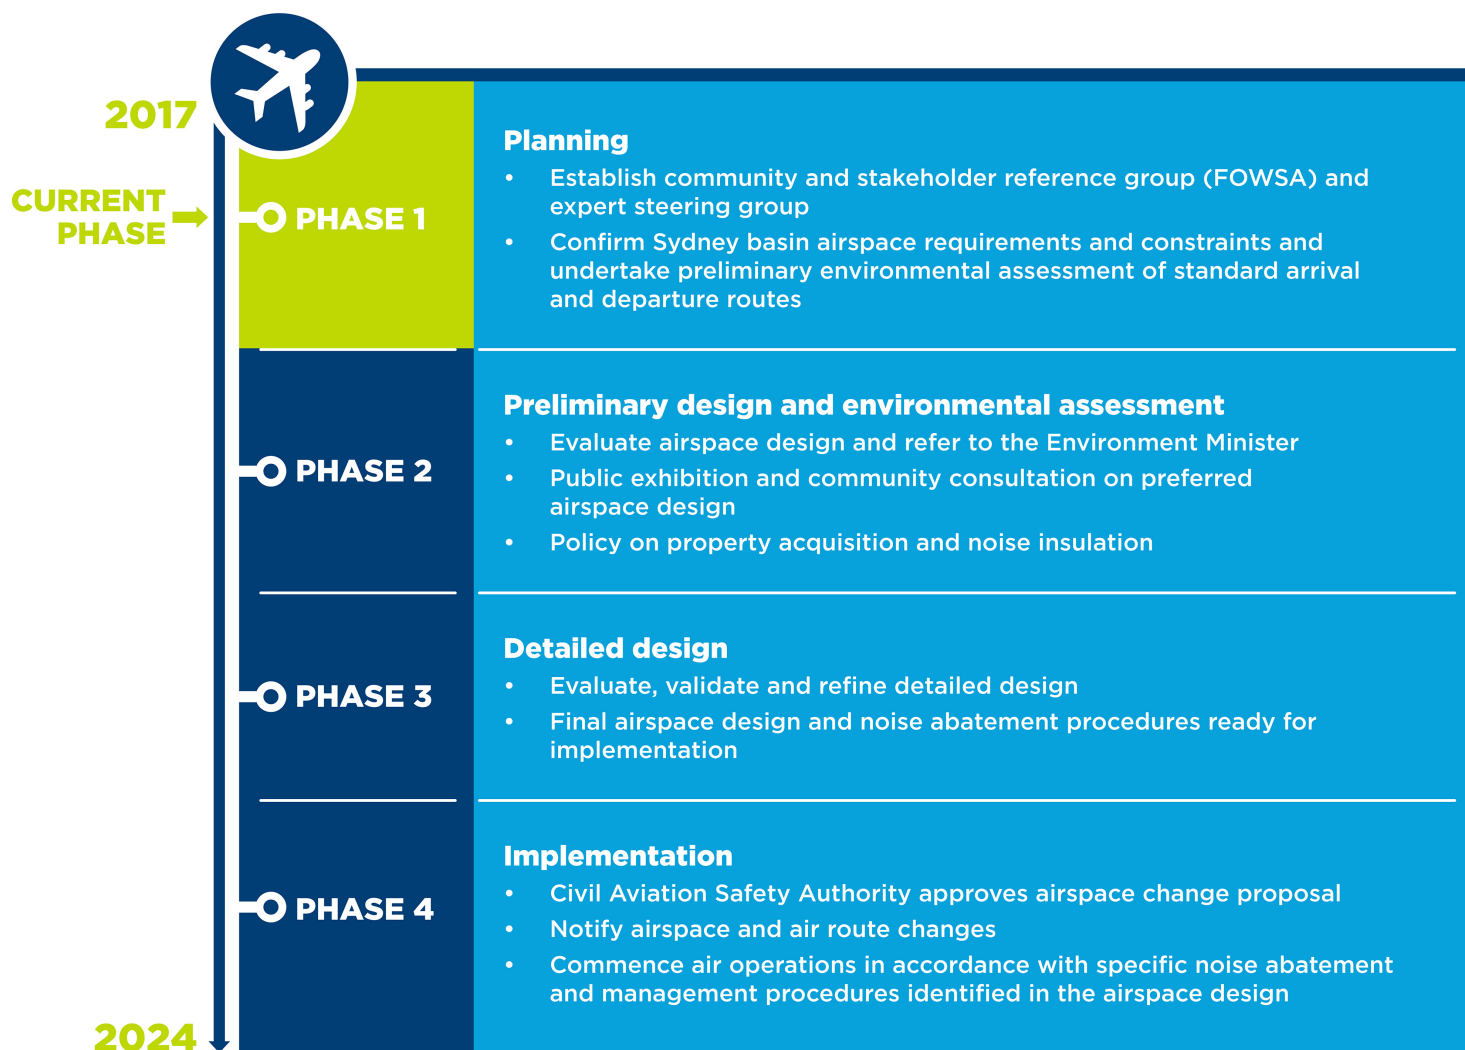 2017
CURRENT
PHASE
PHASE 1
Planning
• Establish community and stakeholder reference group (FOWSA) and
expert steering group
• Confirm Sydney basin airspace requirements and constraints and
undertake preliminary environmental assessment of standard arrival
and departure routes
PHASE 2
Preliminary design and environmental assessment
• Evaluate airspace design and refer to the Environment Minister
• Public exhibition and community consultation on preferred
airspace design
• Policy on property acquisition and noise insulation
PHASE 3
Detailed design
• Evaluate, validate and refine detailed design
• Final airspace design and noise abatement procedures ready for
implementation
PHASE 4
Implementation
• Civil Aviation Safety Authority approves airspace change proposal
• Notify airspace and air route changes
• Commence air operations in accordance with specific noise abatement
and management procedures identified in the airspace design
2024